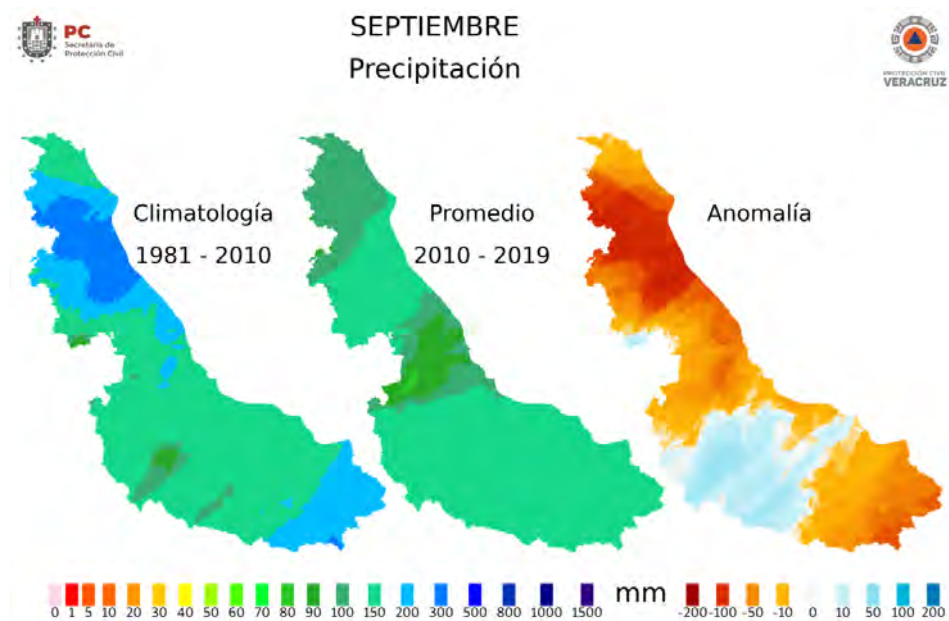 PC
Secretaría de
Protección Civil
SEPTIEMBRE
Precipitación
PROTECCIÓN CIVIL
VERACRUZ
Climatología
1981 - 2010
Promedio
2010 - 2019
Anomalía
0 1 5 10 20 30 40 50 60 70 80 90 100 150 200 300 500 800 1000 1500
mm
-200 -100 -50 -10 0 10 50 100 200